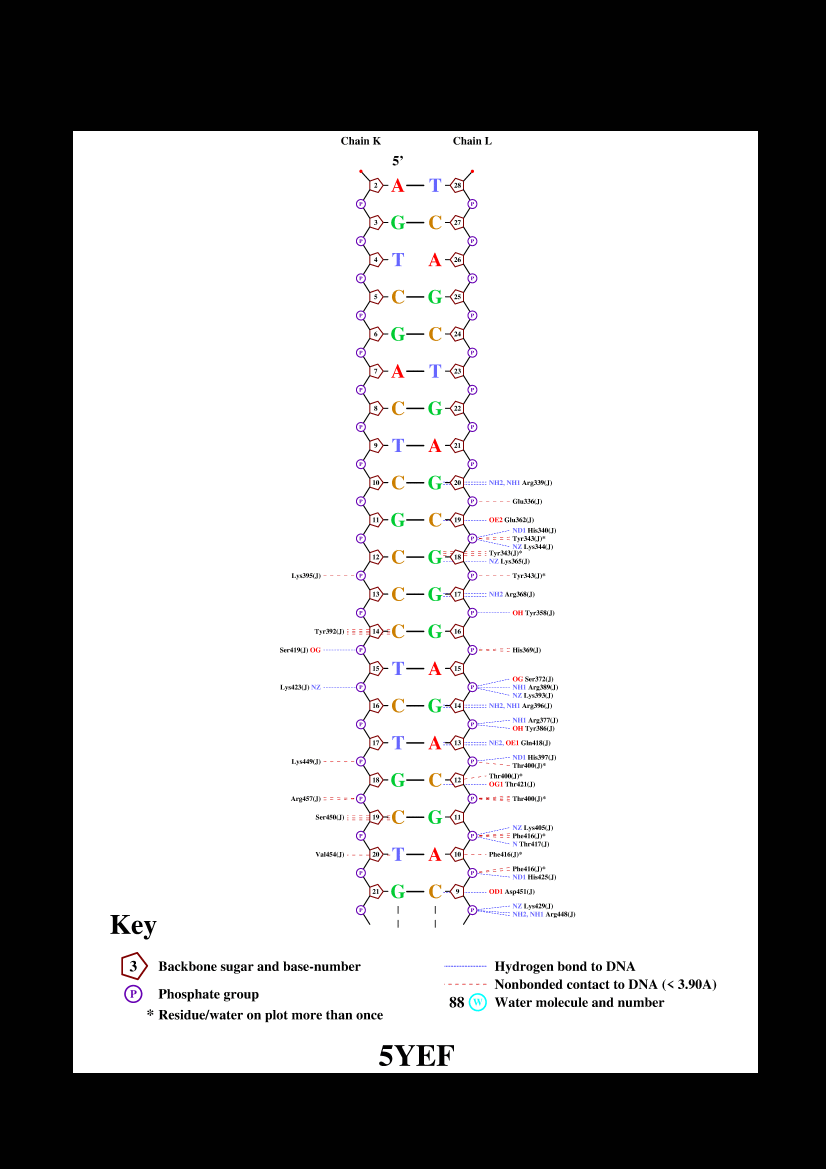 Chain K Chain L
5'
2 A T 28
P P
3 G C 27
P P
4 T A 26
P P
5 C G 25
P P
6 G C 24
P P
7 A T 23
P P
8 C G 22
P P
9 T A 21
P P
10 C G 20 NH2, NH1 Arg339(J)
P P Glu336(J)
11 G C 19 OE2 Glu362(J)
ND1 His340(J)
P P Tyr343(J)*
NZ Lys344(J)
Tyr343(J)*
12 C G 18
NZ Lys365(J)
Lys395(J) P P Tyr343(J)*
13 C G 17 NH2 Arg368(J)
P P OH Tyr358(J)
Tyr392(J) 14 C G 16
Ser419(J) OG P P His369(J)
15 T A 15
OG Ser372(J)
Lys423(J) NZ P P NH1 Arg389(J)
NZ Lys393(J)
16 C G 14 NH2, NH1 Arg396(J)
NH1 Arg377(J)
P P
OH Tyr386(J)
17 T A 13 NE2, OE1 Gln418(J)
ND1 His397(J)
Lys449(J) P P
Thr400(J)*
Thr400(J)*
18 G C 12
OG1 Thr421(J)
Arg457(J) P P Thr400(J)*
Ser450(J) 19 C G 11
NZ Lys405(J)
P P Phe416(J)*
N Thr417(J)
Val454(J) 20 T A 10 Phe416(J)*
Phe416(J)*
P P
ND1 His425(J)
21 G C 9 OD1 Asp451(J)
NZ Lys429(J)
P P
NH2, NH1 Arg448(J)
Key
3 Backbone sugar and base-number
P Phosphate group
* Residue/water on plot more than once
Hydrogen bond to DNA
Nonbonded contact to DNA (< 3.90A)
88 W Water molecule and number
5YEF